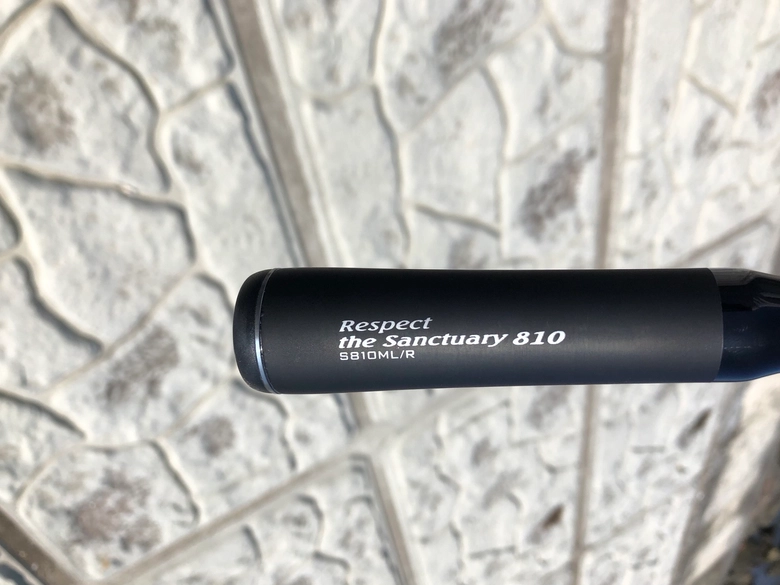 Respect
the Sanctuary 810
S810ML/R